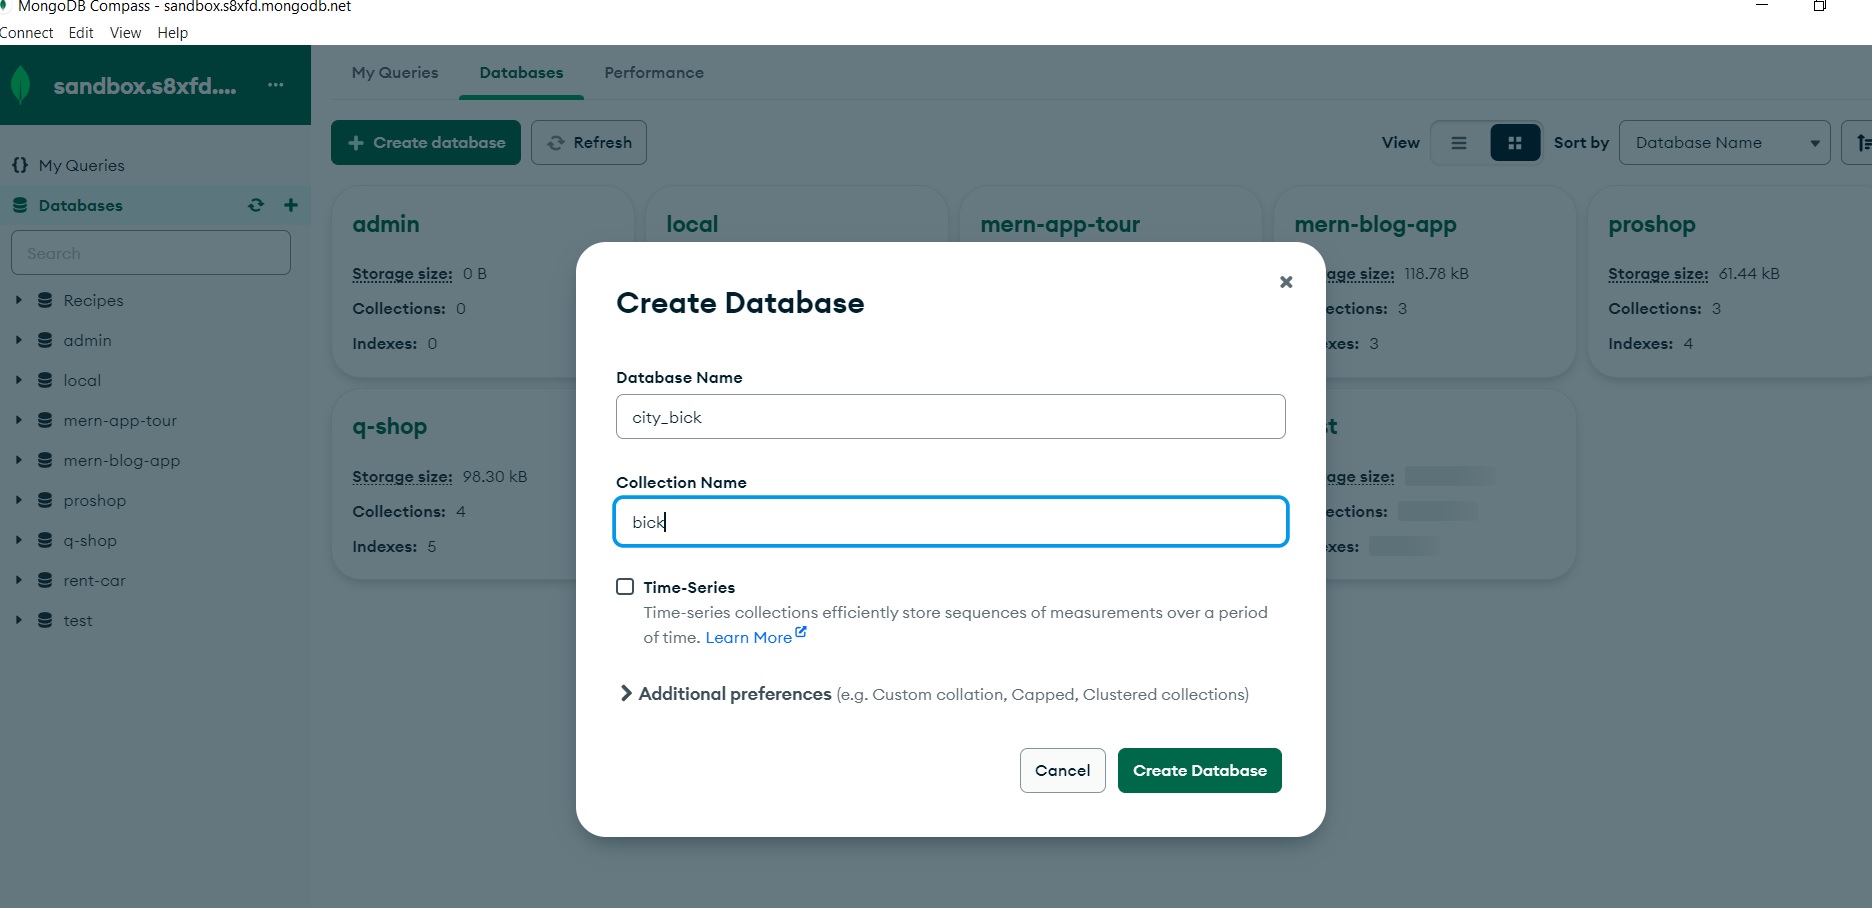 MongoDB Compass - sandbox.s8xfd.mongodb.net
Connect Edit View Help
sandbox.s8xfd....
My Queries
Databases
Search
Recipes
admin
local
mern-app-tour
mern-blog-app
proshop
q-shop
rent-car
test
My Queries Databases Performance
Create database Refresh
View Sort by Database Name
admin
Storage size: 0 B
Collections: 0
Indexes: 0
local
mern-app-tour
mern-blog-app
age size: 118.78 kB
ections: 3
xes: 3
proshop
Storage size: 61.44 kB
Collections: 3
Indexes: 4
q-shop
Storage size: 98.30 kB
Collections: 4
Indexes: 5
st
age size:
ections:
xes:
Create Database
Database Name
city_bick
Collection Name
bick
Time-Series
Time-series collections efficiently store sequences of measurements over a period
of time. Learn More
Additional preferences (e.g. Custom collation, Capped, Clustered collections)
Cancel Create Database